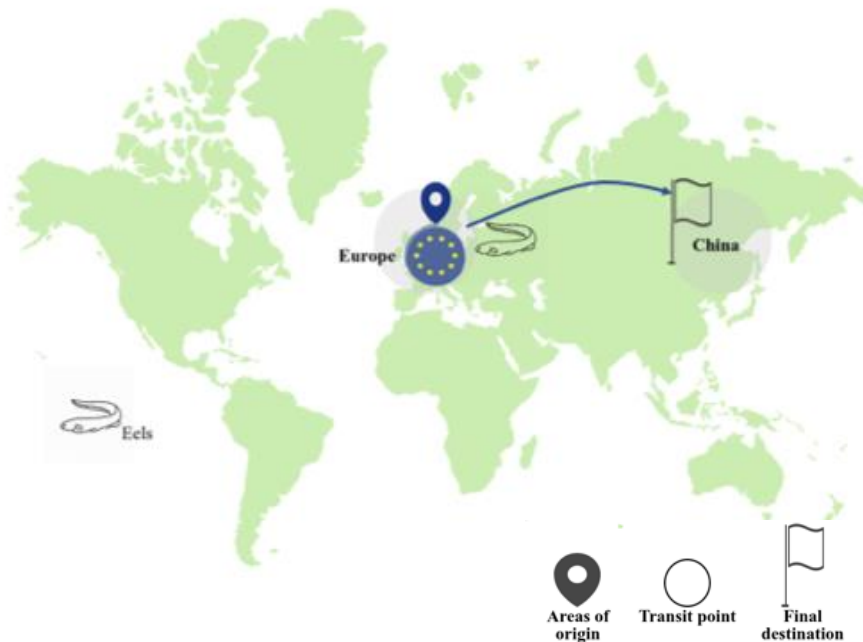 Europe
China
Eels
Areas of
origin
Transit point
Final
destination